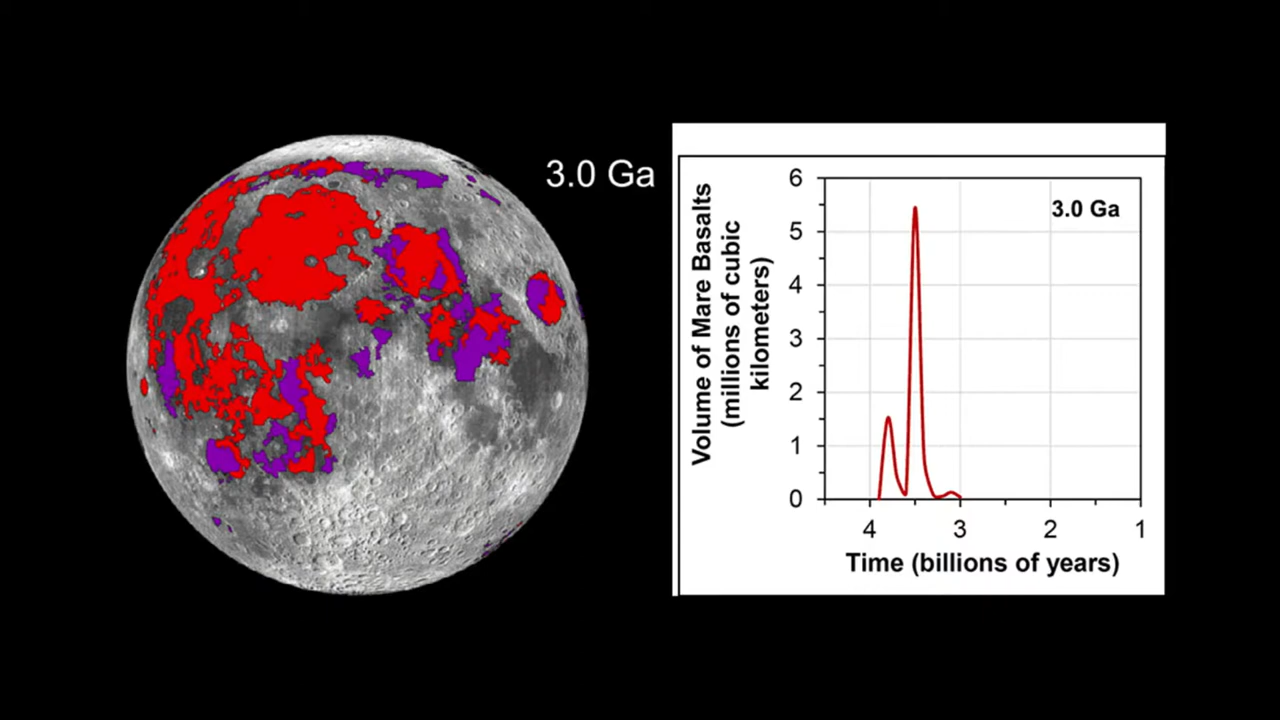 3.0 Ga
Volume of Mare Basalts
(millions of cubic
kilometers)
6
5
4
3
2
1
0
3.0 Ga
4 3 2 1
Time (billions of years)